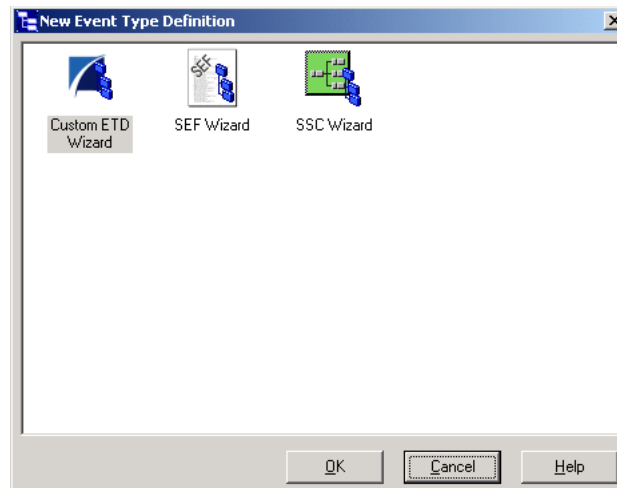 New Event Type Definition
SEF
Custom ETD
Wizard
SEF Wizard
SSC Wizard
OK
Cancel
Help